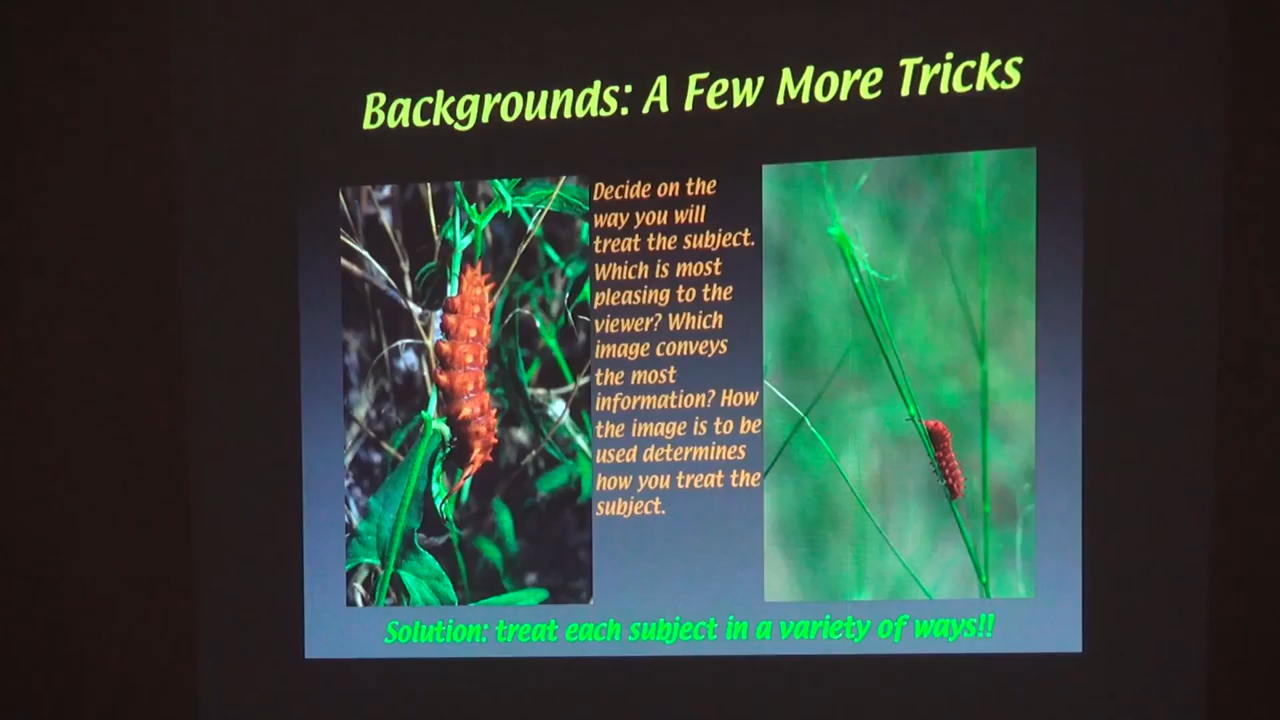 Backgrounds: A Few More Tricks
Decide on the
way you will
treat the subject.
Which is most
pleasing to the
viewer? Which
image conveys
the most
information? How
the image is to be
used determines
how you treat the
subject.
Solution: treat each subject in a variety of ways!!